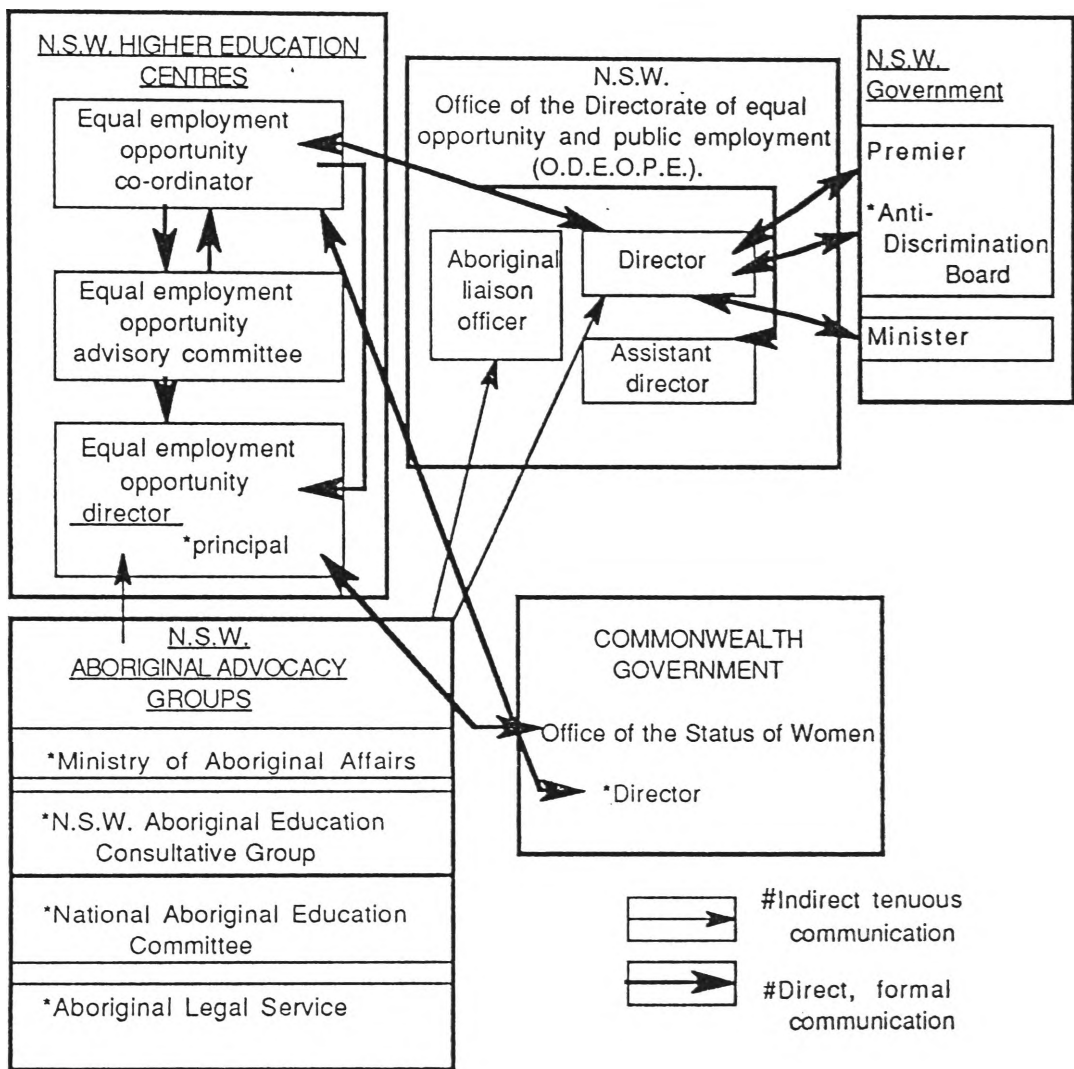 N.S.W. HIGHER EDUCATION
CENTRES
Equal employment
opportunity
co-ordinator
Equal employment
opportunity
advisory committee
Equal employment
opportunity
director
*principal
N.S.W.
Office of the Directorate of equal
opportunity and public employment
(O.D.E.O.P.E.).
Aboriginal
liaison
officer
Director
Assistant
director
N.S.W.
Government
Premier
*Anti-
Discrimination
Board
Minister
N.S.W.
ABORIGINAL ADVOCACY
GROUPS
*Ministry of Aboriginal Affairs
*N.S.W. Aboriginal Education
Consultative Group
*National Aboriginal Education
Committee
*Aboriginal Legal Service
COMMONWEALTH
GOVERNMENT
Office of the Status of Women
*Director
#Indirect tenuous
communication
#Direct, formal
communication